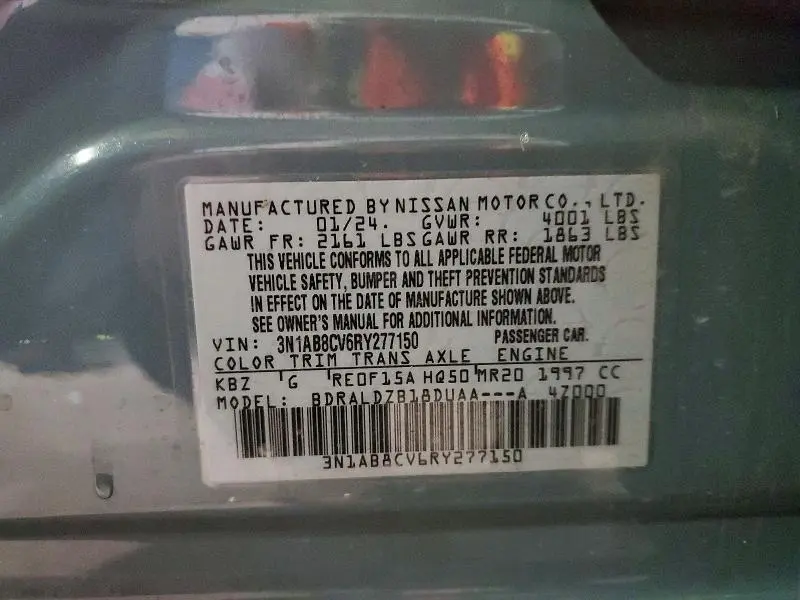 MANUFACTURED BY NISSAN MOTOR CO., LTD.
DATE: 01/24. GVWR: 4001 LBS
GAWR FR: 2161 LBS GAWR RR: 1863 LBS
THIS VEHICLE CONFORMS TO ALL APPLICABLE FEDERAL MOTOR
VEHICLE SAFETY, BUMPER AND THEFT PREVENTION STANDARDS
IN EFFECT ON THE DATE OF MANUFACTURE SHOWN ABOVE.
SEE OWNER'S MANUAL FOR ADDITIONAL INFORMATION.
VIN: 3N1AB8CV6RY277150 PASSENGER CAR.
COLOR TRIM TRANS AXLE ENGINE
KBZ G RE0F15A HQ50 MR20 1997 CC
MODEL: BDRALDZB18DUAA---A 47000
3N1AB8CV6RY277150